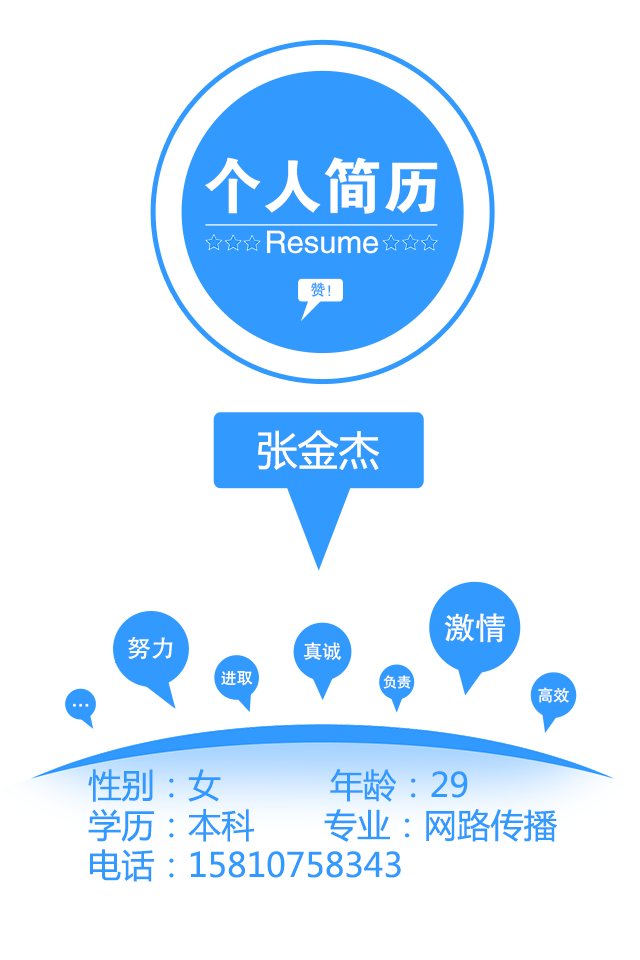 个人简历
☆☆☆Resume☆☆☆
赞!
张金杰
激情
努力
真诚
进取
负责
高效
...
性别：女 年龄：29
学历：本科 专业：网路传播
电话：15810758343